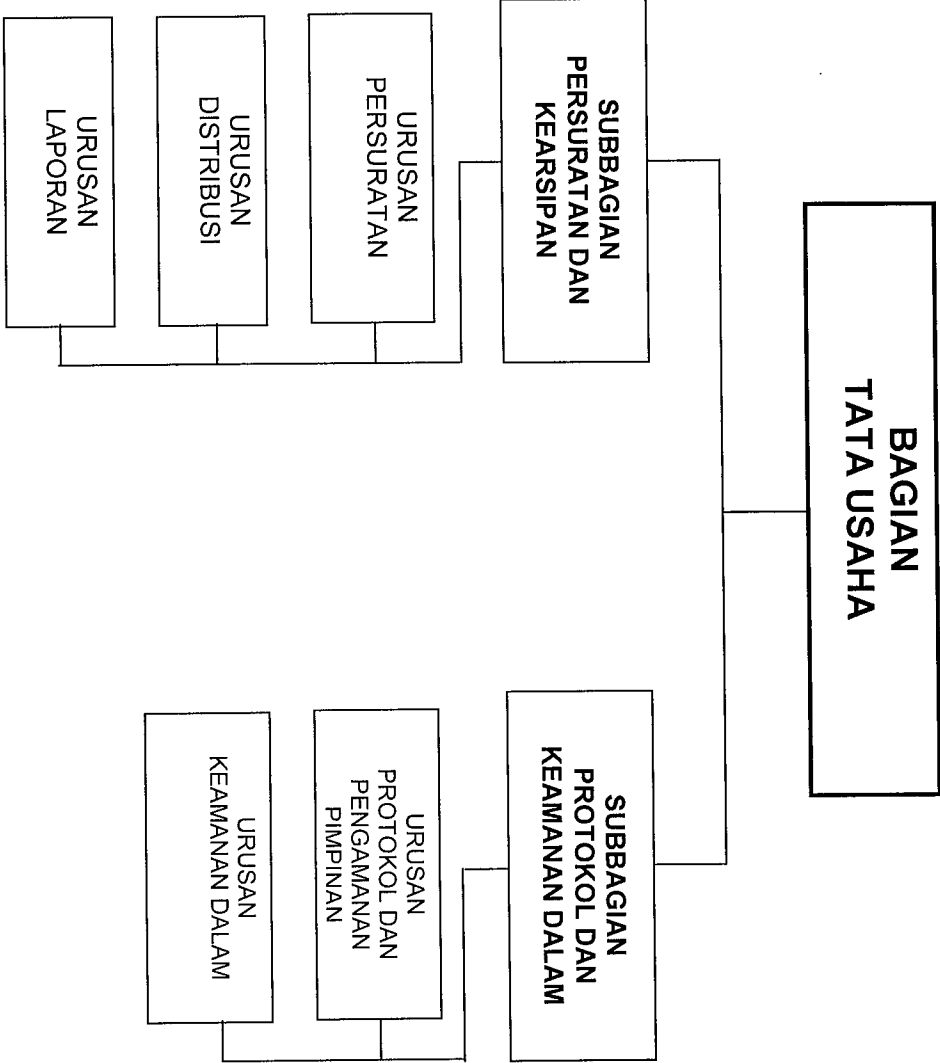 BAGIAN
TATA USAHA
SUBBAGIAN
PERSURATAN DAN
KEARSIPAN
URUSAN
PERSURATAN
URUSAN
DISTRIBUSI
URUSAN
LAPORAN
SUBBAGIAN
PROTOKOL DAN
KEAMANAN DALAM
URUSAN
PROTOKOL DAN
PENGAMANAN
PIMPINAN
URUSAN
KEAMANAN DALAM